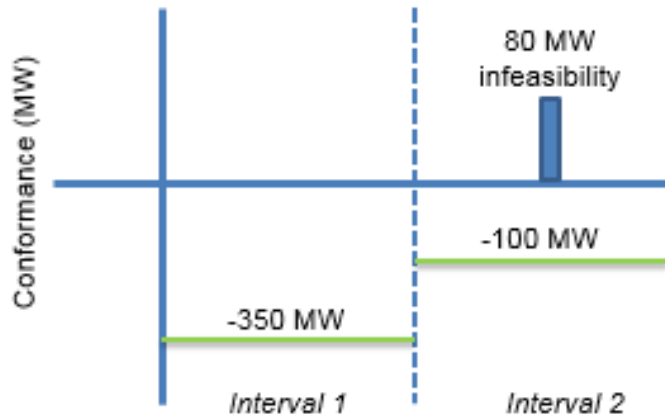 Conformance (MW)
80 MW
infeasibility
-100 MW
-350 MW
Interval 1
Interval 2